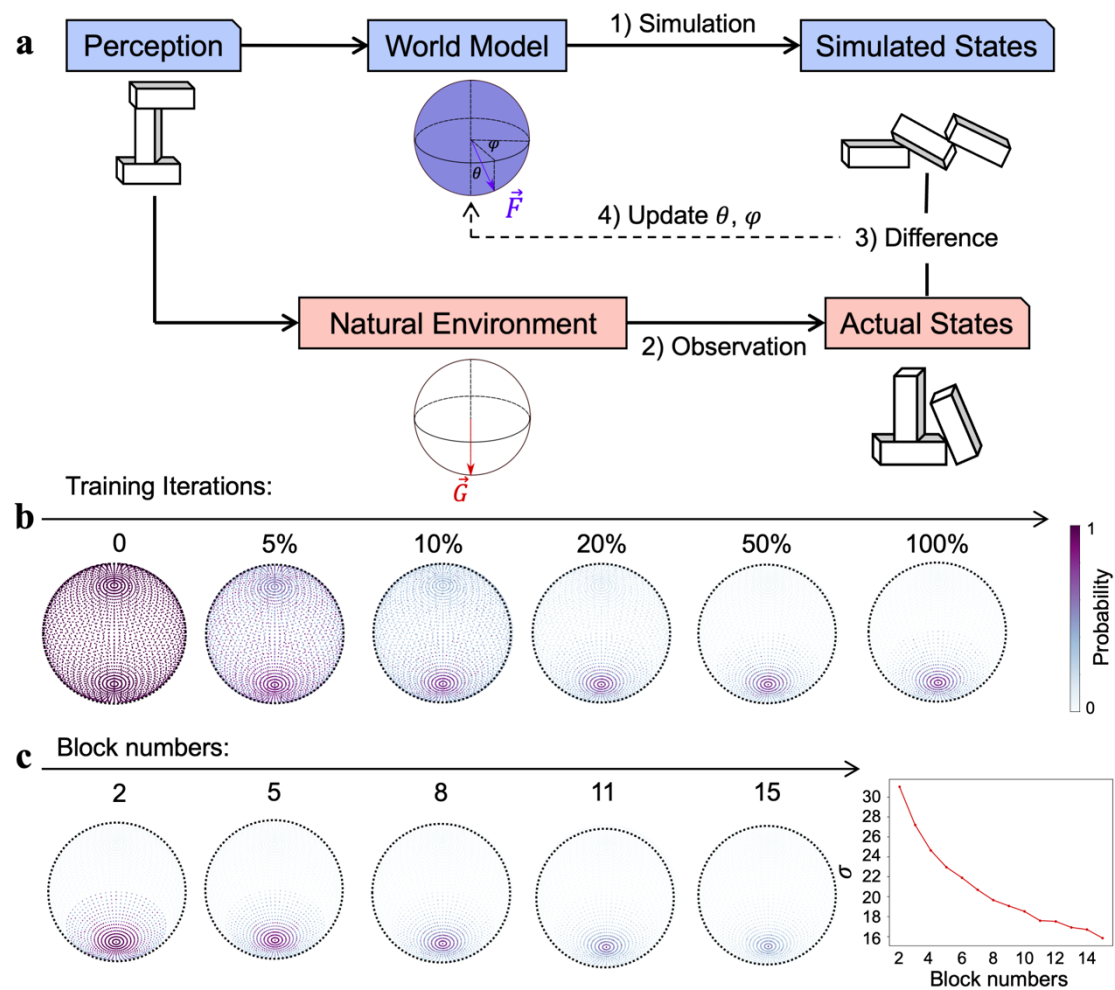 a
Perception
World Model
1) Simulation
Simulated States
φ
θ
F⃗
4) Update θ, φ
3) Difference
Natural Environment
2) Observation
Actual States
G⃗
Training Iterations:
b
0
5%
10%
20%
50%
100%
1
Probability
0
Block numbers:
c
2
5
8
11
15
30
28
26
24
22
20
18
16
σ
2
4
6
8
10
12
14
Block numbers